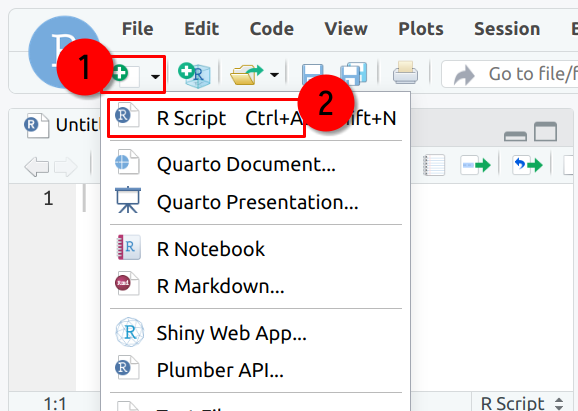 File Edit Code View Plots Session
R
1
Go to file/f
2
R Script Ctrl+A
ift+N
Untit
Quarto Document...
1
Quarto Presentation...
R Notebook
R Markdown...
Shiny Web App...
Plumber API...
1:1
R Script